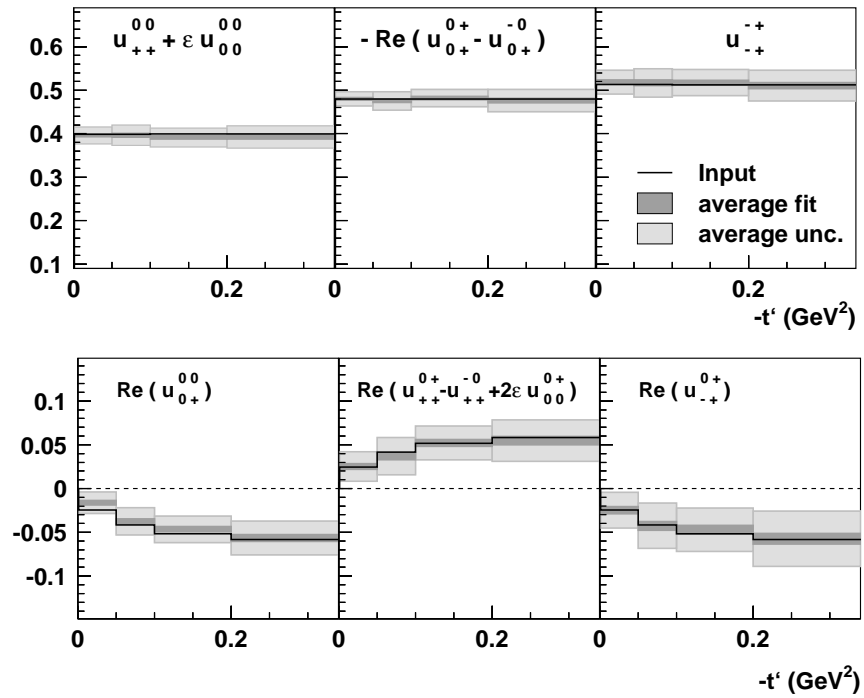 u₊₊⁰⁰ + ε u₀₀⁰⁰
- Re ( u₀₊⁰⁺ - u₀₊⁻⁰ )
u₋₊⁻⁺
0.6
0.5
0.4
0.3
0.2
0.1
Input
average fit
average unc.
0 0.2 0 0.2 0 0.2
-t‘ (GeV²)
Re ( u₀₊⁰⁰ )
Re ( u₊₊⁰⁺ - u₊₊⁻⁰ + 2ε u₀₀⁰⁺ )
Re ( u₋₊⁰⁺ )
0.1
0.05
0
-0.05
-0.1
0 0.2 0 0.2 0 0.2
-t‘ (GeV²)